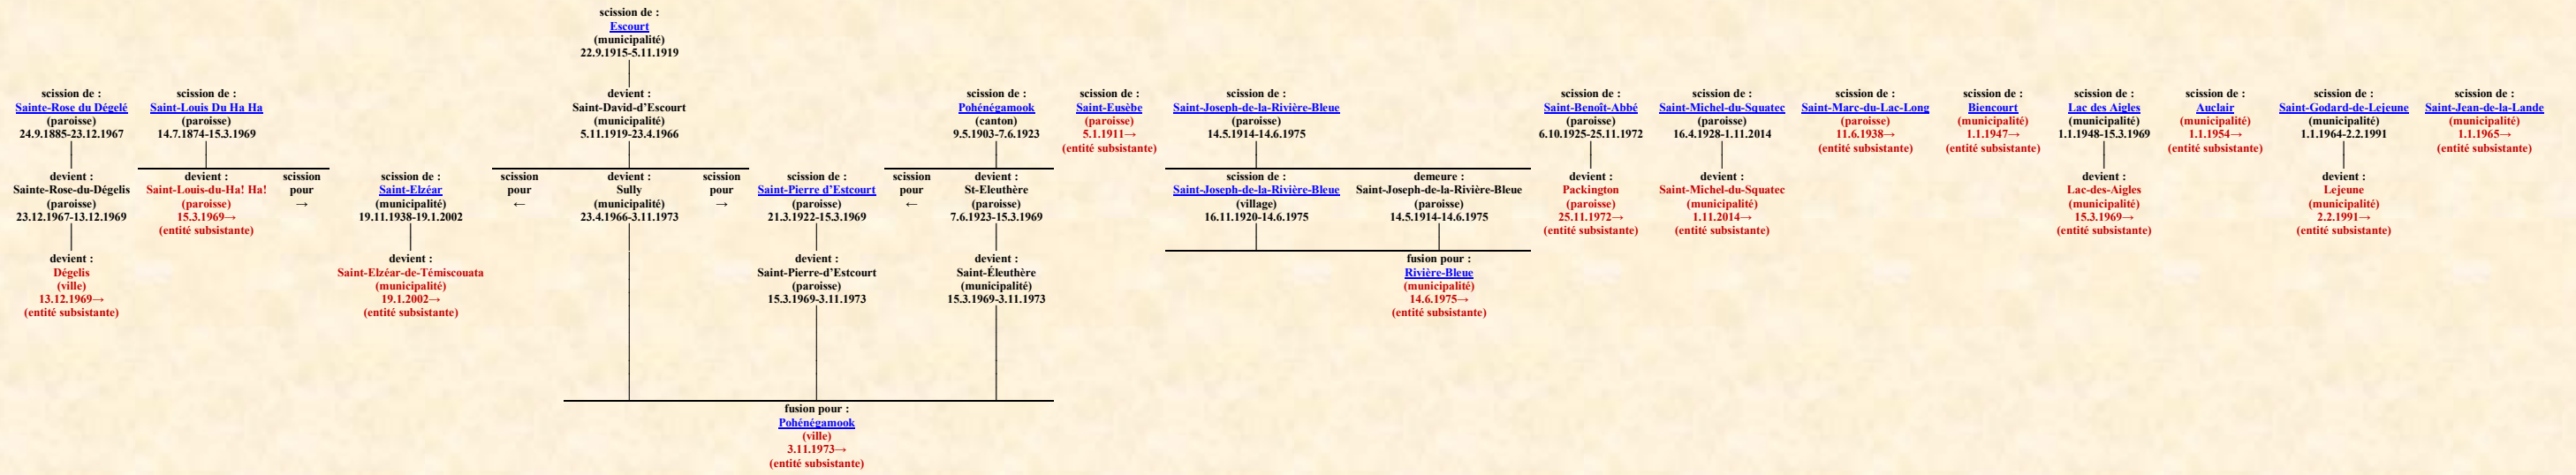 scission de :
Escourt
(municipalité)
22.9.1915-5.11.1919
scission de :
Sainte-Rose du Dégelé
(paroisse)
24.9.1885-23.12.1967
scission de :
Saint-Louis Du Ha Ha
(paroisse)
14.7.1874-15.3.1969
devient :
Saint-David-d'Escourt
(municipalité)
5.11.1919-23.4.1966
scission de :
Pohénégamook
(canton)
9.5.1903-7.6.1923
scission de :
Saint-Eusèbe
(paroisse)
5.1.1911→
(entité subsistante)
scission de :
Saint-Joseph-de-la-Rivière-Bleue
(paroisse)
14.5.1914-14.6.1975
scission de :
Saint-Benoît-Abbé
(paroisse)
6.10.1925-25.11.1972
scission de :
Saint-Michel-du-Squatec
(paroisse)
16.4.1928-1.11.2014
scission de :
Saint-Marc-du-Lac-Long
(paroisse)
11.6.1938→
(entité subsistante)
scission de :
Biencourt
(municipalité)
1.1.1947→
(entité subsistante)
scission de :
Lac des Aigles
(municipalité)
1.1.1948-15.3.1969
scission de :
Auclair
(municipalité)
1.1.1954→
(entité subsistante)
scission de :
Saint-Godard-de-Lejeune
(municipalité)
1.1.1964-2.2.1991
scission de :
Saint-Jean-de-la-Lande
(municipalité)
1.1.1965→
(entité subsistante)
devient :
Sainte-Rose-du-Dégelis
(paroisse)
23.12.1967-13.12.1969
devient :
Saint-Louis-du-Ha! Ha!
(paroisse)
15.3.1969→
(entité subsistante)
scission
pour
→
scission de :
Saint-Elzéar
(municipalité)
19.11.1938-19.1.2002
scission
pour
←
devient :
Sully
(municipalité)
23.4.1966-3.11.1973
scission
pour
→
scission de :
Saint-Pierre d'Estcourt
(paroisse)
21.3.1922-15.3.1969
scission
pour
←
devient :
St-Eleuthère
(paroisse)
7.6.1923-15.3.1969
scission de :
Saint-Joseph-de-la-Rivière-Bleue
(village)
16.11.1920-14.6.1975
demeure :
Saint-Joseph-de-la-Rivière-Bleue
(paroisse)
14.5.1914-14.6.1975
devient :
Packington
(paroisse)
25.11.1972→
(entité subsistante)
devient :
Saint-Michel-du-Squatec
(municipalité)
1.11.2014→
(entité subsistante)
devient :
Lac-des-Aigles
(municipalité)
15.3.1969→
(entité subsistante)
devient :
Lejeune
(municipalité)
2.2.1991→
(entité subsistante)
devient :
Dégelis
(ville)
13.12.1969→
(entité subsistante)
devient :
Saint-Elzéar-de-Témiscouata
(municipalité)
19.1.2002→
(entité subsistante)
devient :
Saint-Pierre-d'Estcourt
(paroisse)
15.3.1969-3.11.1973
devient :
Saint-Éleuthère
(municipalité)
15.3.1969-3.11.1973
fusion pour :
Rivière-Bleue
(municipalité)
14.6.1975→
(entité subsistante)
fusion pour :
Pohénégamook
(ville)
3.11.1973→
(entité subsistante)